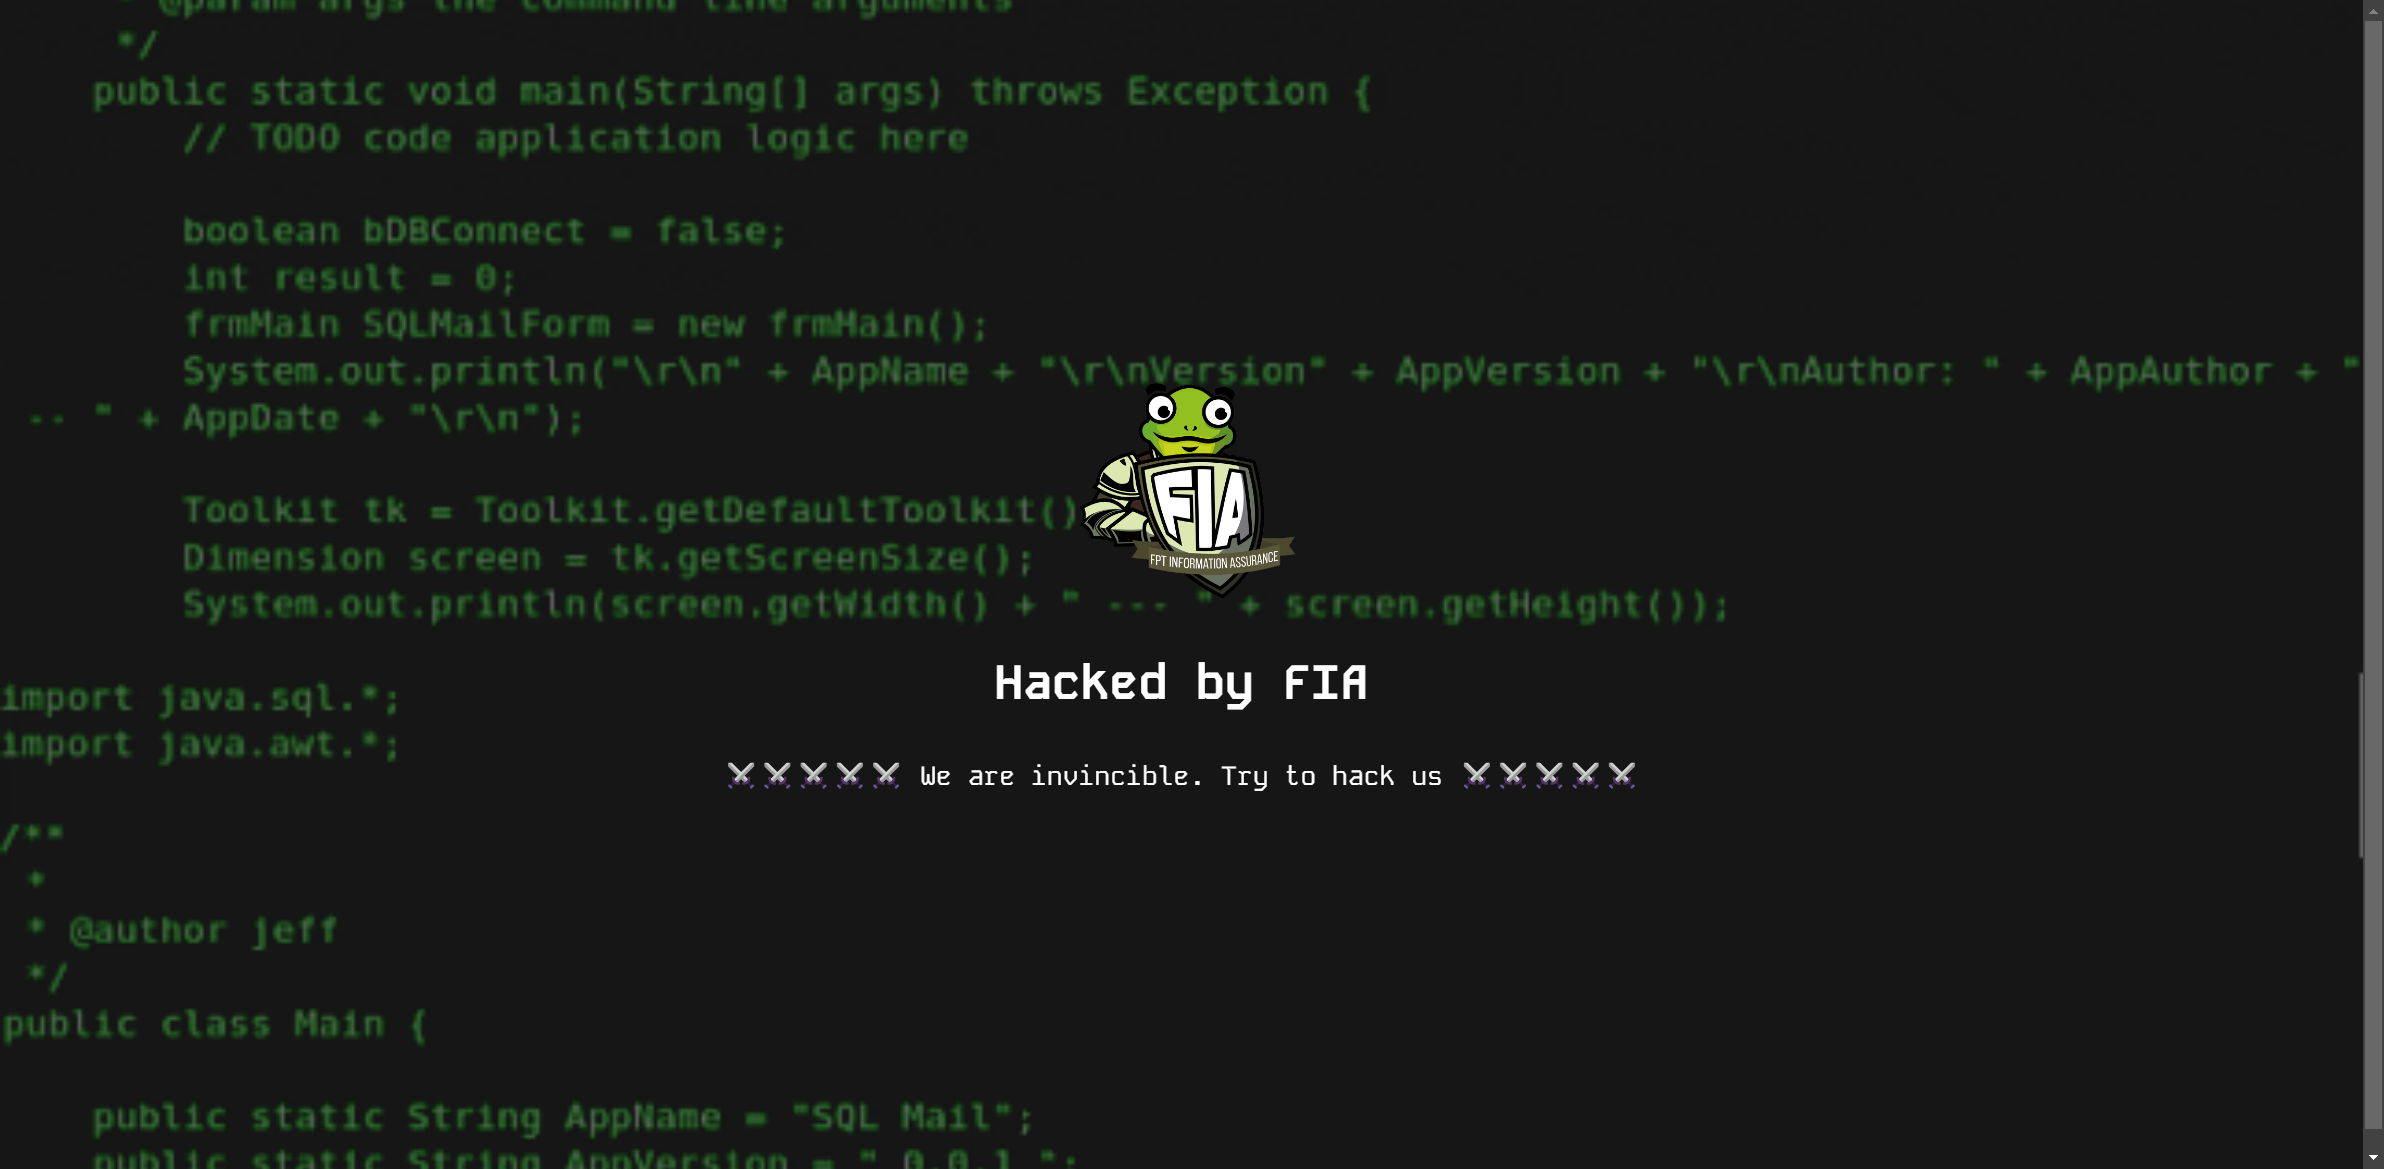 * @param args the command line arguments
*/
public static void main(String[] args) throws Exception {
// TODO code application logic here
boolean bDBConnect = false;
int result = 0;
frmMain SQLMailForm = new frmMain();
System.out.println("\r\n" + AppName + "\r\nVersion" + AppVersion + "\r\nAuthor: " + AppAuthor + "
-- " + AppDate + "\r\n");
Toolkit tk = Toolkit.getDefaultToolkit()
Dimension screen = tk.getScreenSize();
System.out.println(screen.getWidth() + " --- " + screen.getHeight());
FIA
FPT INFORMATION ASSURANCE
Hacked by FIA
import java.sql.*;
import java.awt.*;
⚔⚔⚔⚔⚔ We are invincible. Try to hack us ⚔⚔⚔⚔⚔
/**
*
* @author jeff
*/
public class Main {
public static String AppName = "SQL Mail";
public static String AppVersion = " 0.0.1 ";